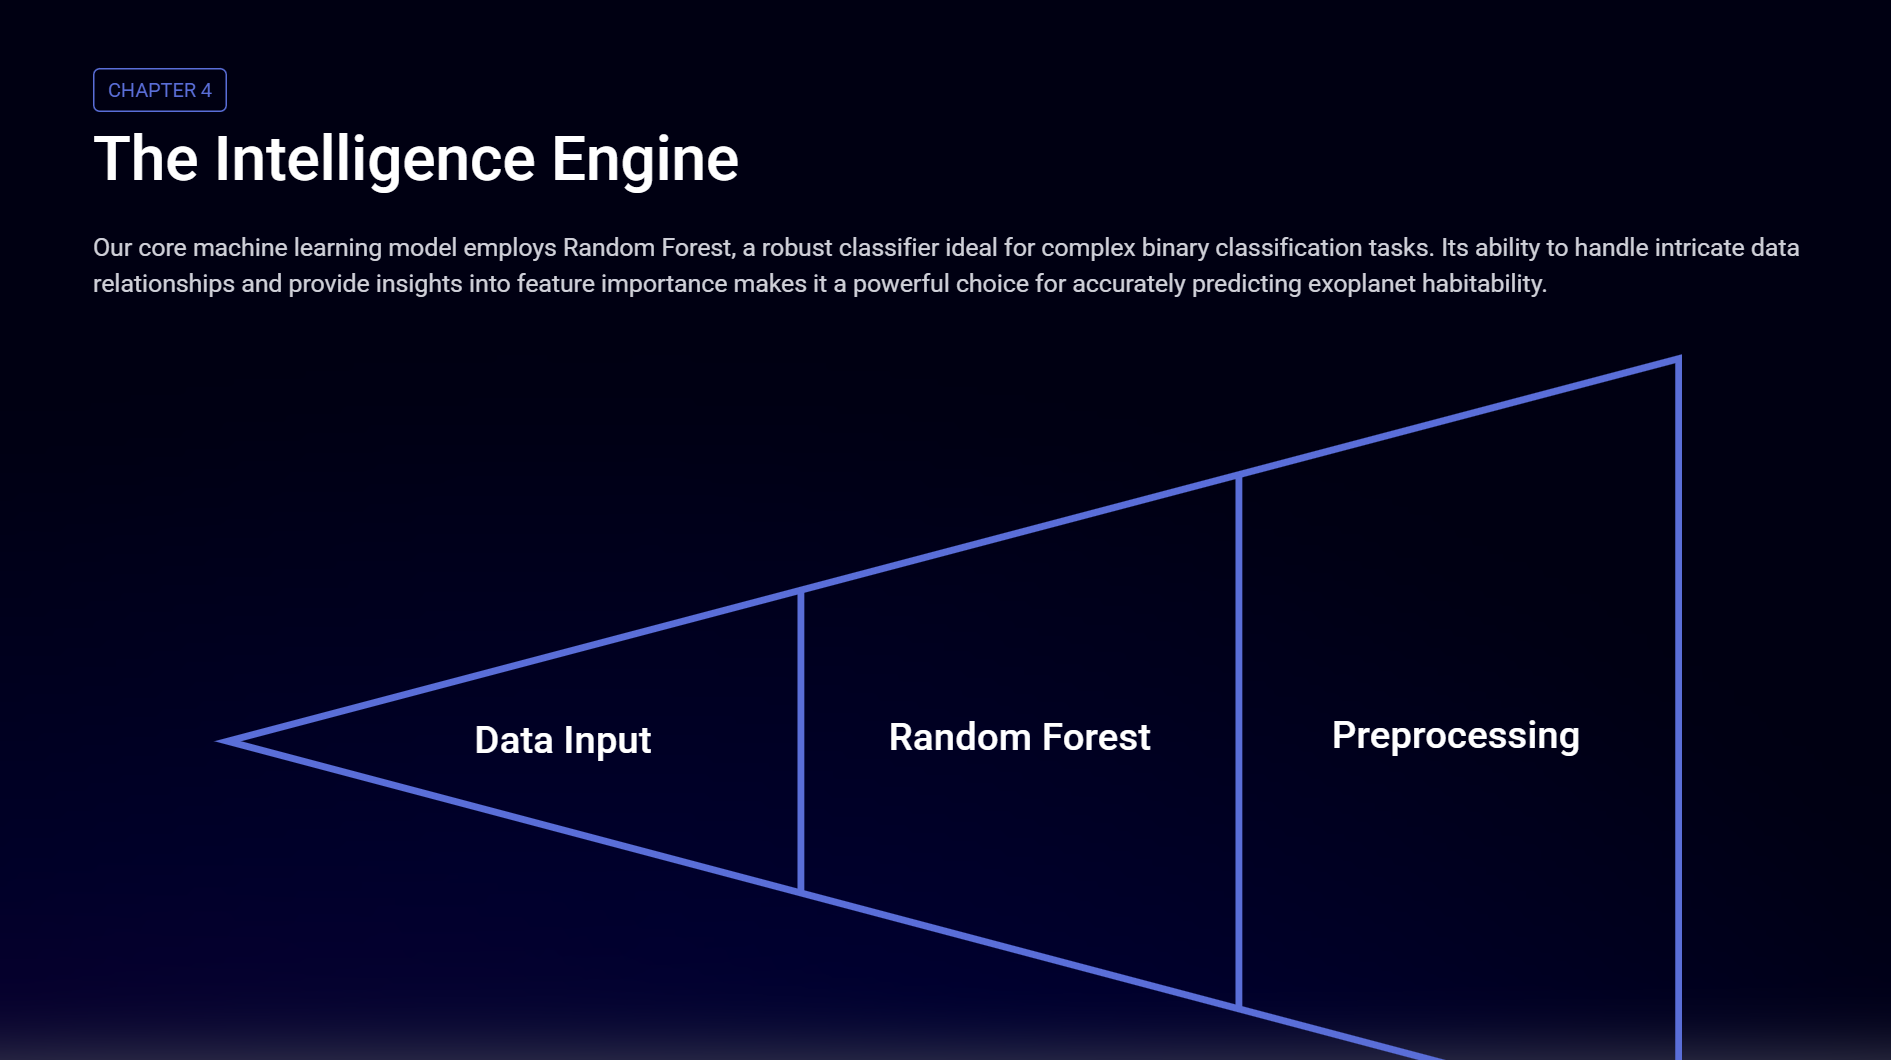 CHAPTER 4
The Intelligence Engine
Our core machine learning model employs Random Forest, a robust classifier ideal for complex binary classification tasks. Its ability to handle intricate data
relationships and provide insights into feature importance makes it a powerful choice for accurately predicting exoplanet habitability.
Data Input
Random Forest
Preprocessing